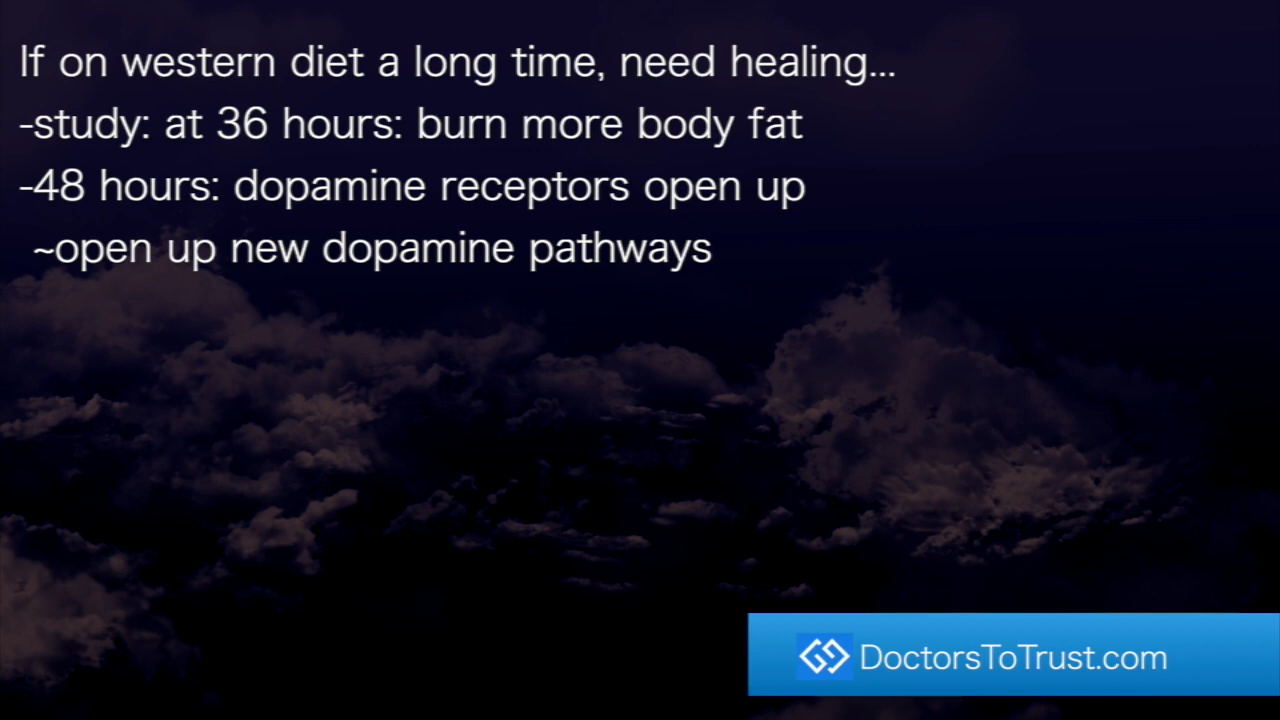 If on western diet a long time, need healing...
-study: at 36 hours: burn more body fat
-48 hours: dopamine receptors open up
~open up new dopamine pathways
DoctorsToTrust.com